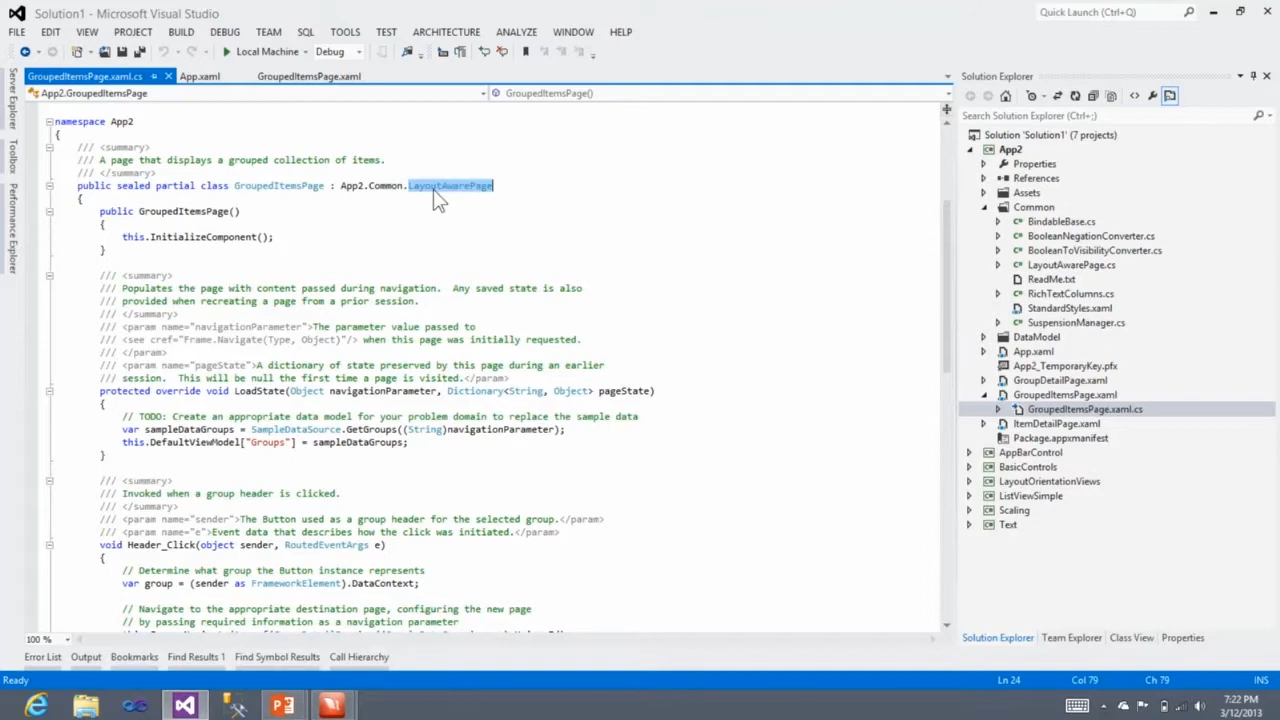 Solution1 - Microsoft Visual Studio
Quick Launch (Ctrl+Q)
FILE EDIT VIEW PROJECT BUILD DEBUG TEAM SQL TOOLS TEST ARCHITECTURE ANALYZE WINDOW HELP
Local Machine Debug
GroupedItemsPage.xaml.cs App.xaml GroupedItemsPage.xaml
App2.GroupedItemsPage GroupedItemsPage()
Server Explorer
Toolbox
Performance Explorer
namespace App2
{
/// <summary>
/// A page that displays a grouped collection of items.
/// </summary>
public sealed partial class GroupedItemsPage : App2.Common.LayoutAwarePage
{
public GroupedItemsPage()
{
this.InitializeComponent();
}
/// <summary>
/// Populates the page with content passed during navigation.  Any saved state is also
/// provided when recreating a page from a prior session.
/// </summary>
/// <param name="navigationParameter">The parameter value passed to
/// <see cref="Frame.Navigate(Type, Object)"/> when this page was initially requested.
/// </param>
/// <param name="pageState">A dictionary of state preserved by this page during an earlier
/// session.  This will be null the first time a page is visited.</param>
protected override void LoadState(Object navigationParameter, Dictionary<String, Object> pageState)
{
// TODO: Create an appropriate data model for your problem domain to replace the sample data
var sampleDataGroups = SampleDataSource.GetGroups((String)navigationParameter);
this.DefaultViewModel["Groups"] = sampleDataGroups;
}
/// <summary>
/// Invoked when a group header is clicked.
/// </summary>
/// <param name="sender">The Button used as a group header for the selected group.</param>
/// <param name="e">Event data that describes how the click was initiated.</param>
void Header_Click(object sender, RoutedEventArgs e)
{
// Determine what group the Button instance represents
var group = (sender as FrameworkElement).DataContext;
// Navigate to the appropriate destination page, configuring the new page
// by passing required information as a navigation parameter
100 %
Solution Explorer
Search Solution Explorer (Ctrl+;)
Solution 'Solution1' (7 projects)
App2
Properties
References
Assets
Common
BindableBase.cs
BooleanNegationConverter.cs
BooleanToVisibilityConverter.cs
LayoutAwarePage.cs
ReadMe.txt
RichTextColumns.cs
StandardStyles.xaml
SuspensionManager.cs
DataModel
App.xaml
App2_TemporaryKey.pfx
GroupDetailPage.xaml
GroupedItemsPage.xaml
GroupedItemsPage.xaml.cs
ItemDetailPage.xaml
Package.appxmanifest
AppBarControl
BasicControls
LayoutOrientationViews
ListViewSimple
Scaling
Text
Solution Explorer Team Explorer Class View Properties
Error List Output Bookmarks Find Results 1 Find Symbol Results Call Hierarchy
Ready Ln 24 Col 79 Ch 79 INS
7:22 PM
3/12/2013